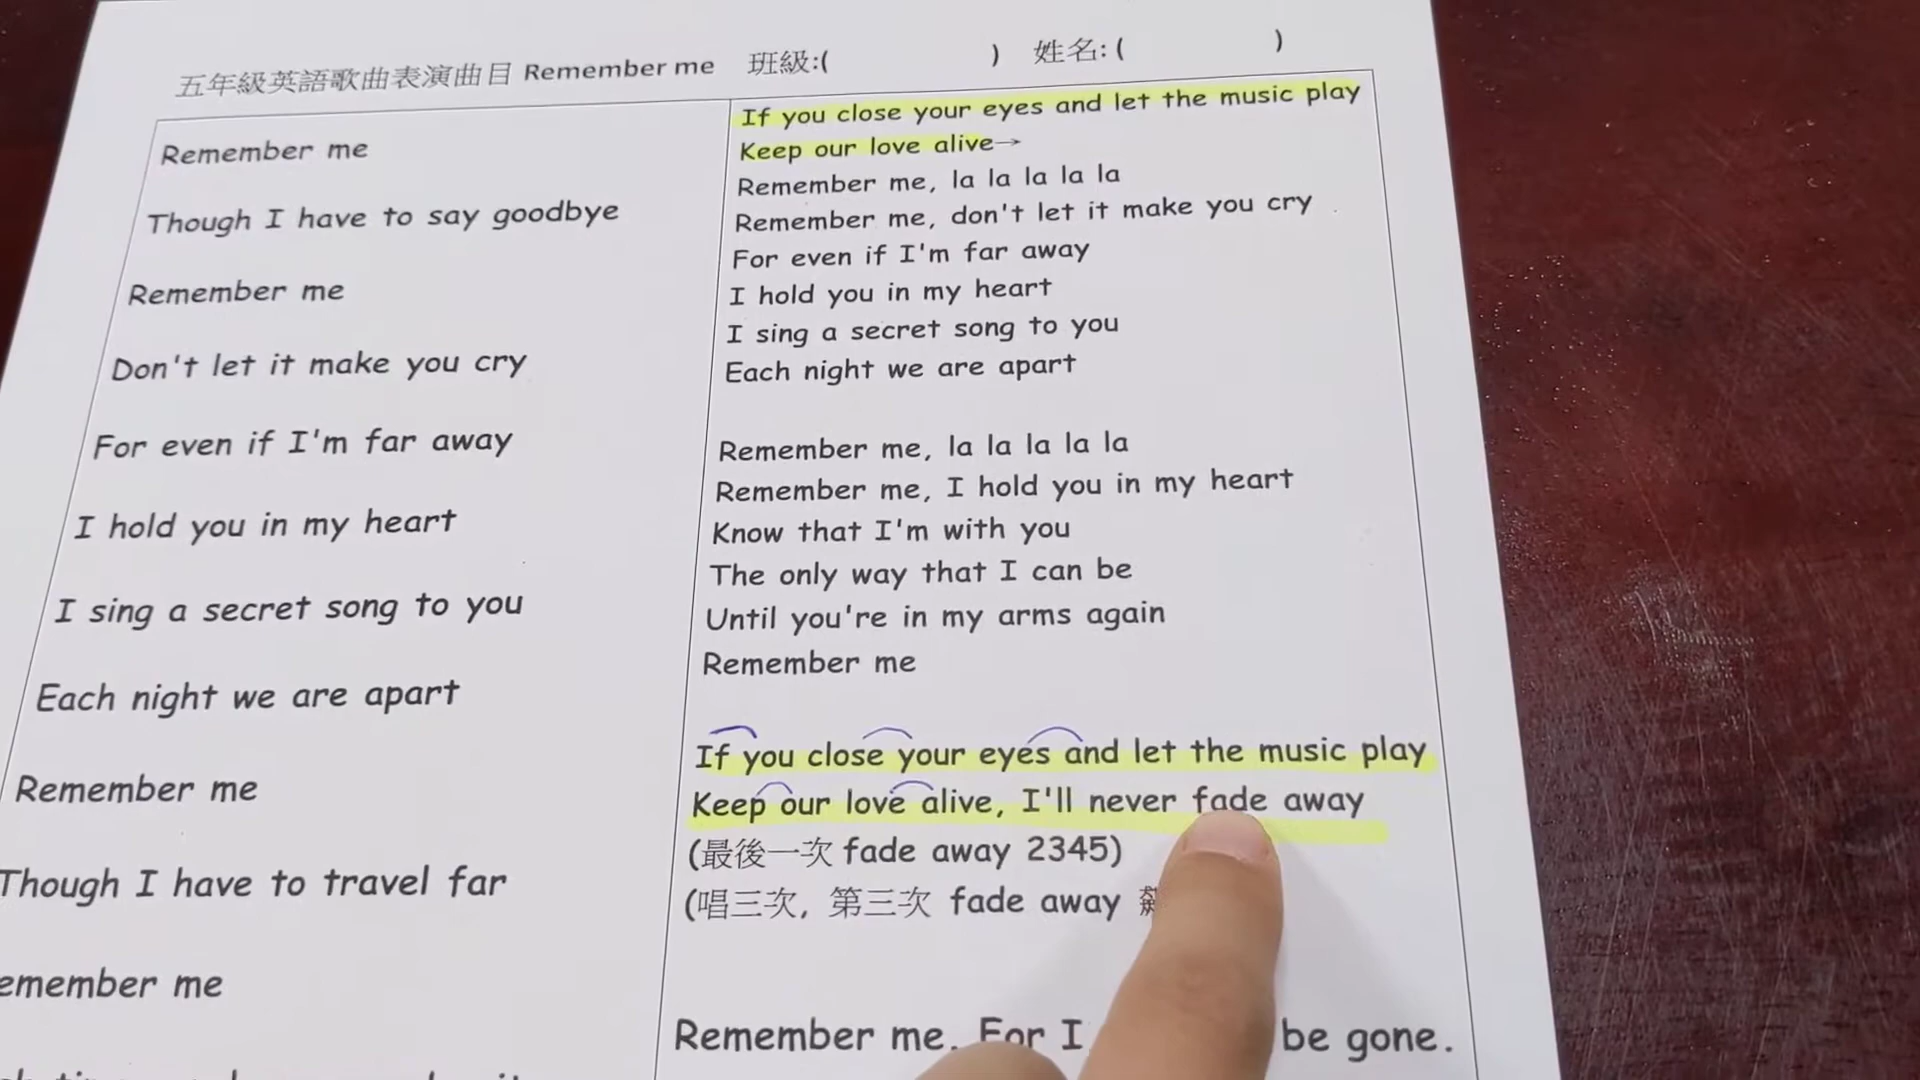 五年級英語歌曲表演曲目 Remember me 班級:( ) 姓名:( )
Remember me
Though I have to say goodbye
Remember me
Don't let it make you cry
For even if I'm far away
I hold you in my heart
I sing a secret song to you
Each night we are apart
Remember me
Though I have to travel far
emember me
If you close your eyes and let the music play
Keep our love alive→
Remember me, la la la la la
Remember me, don't let it make you cry
For even if I'm far away
I hold you in my heart
I sing a secret song to you
Each night we are apart
Remember me, la la la la la
Remember me, I hold you in my heart
Know that I'm with you
The only way that I can be
Until you're in my arms again
Remember me
If you close your eyes and let the music play
Keep our love alive, I'll never fade away
(最後一次 fade away 2345)
(唱三次, 第三次 fade away
Remember me. For I be gone.